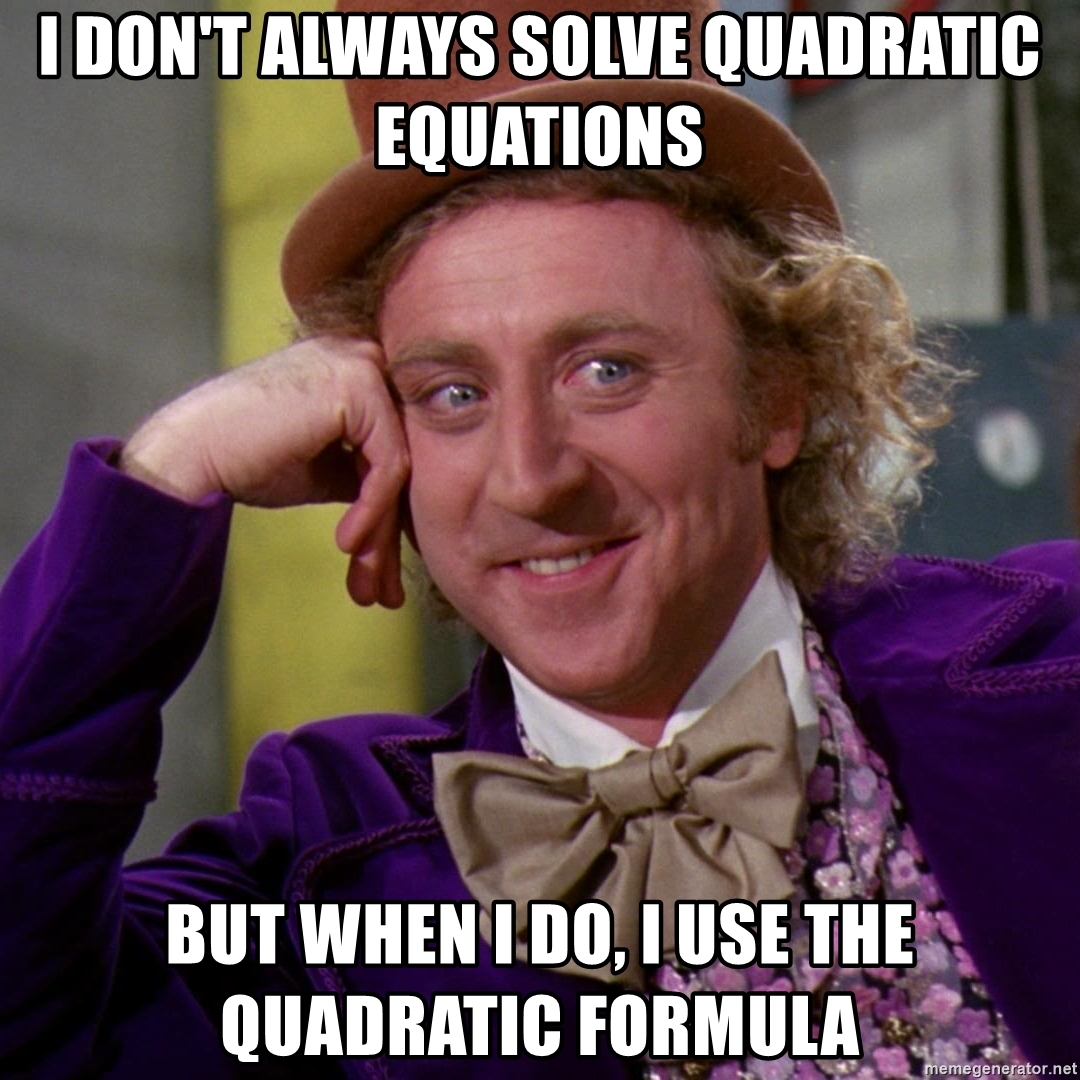 I DON'T ALWAYS SOLVE QUADRATIC
EQUATIONS
BUT WHEN I DO, I USE THE
QUADRATIC FORMULA
memegenerator.net